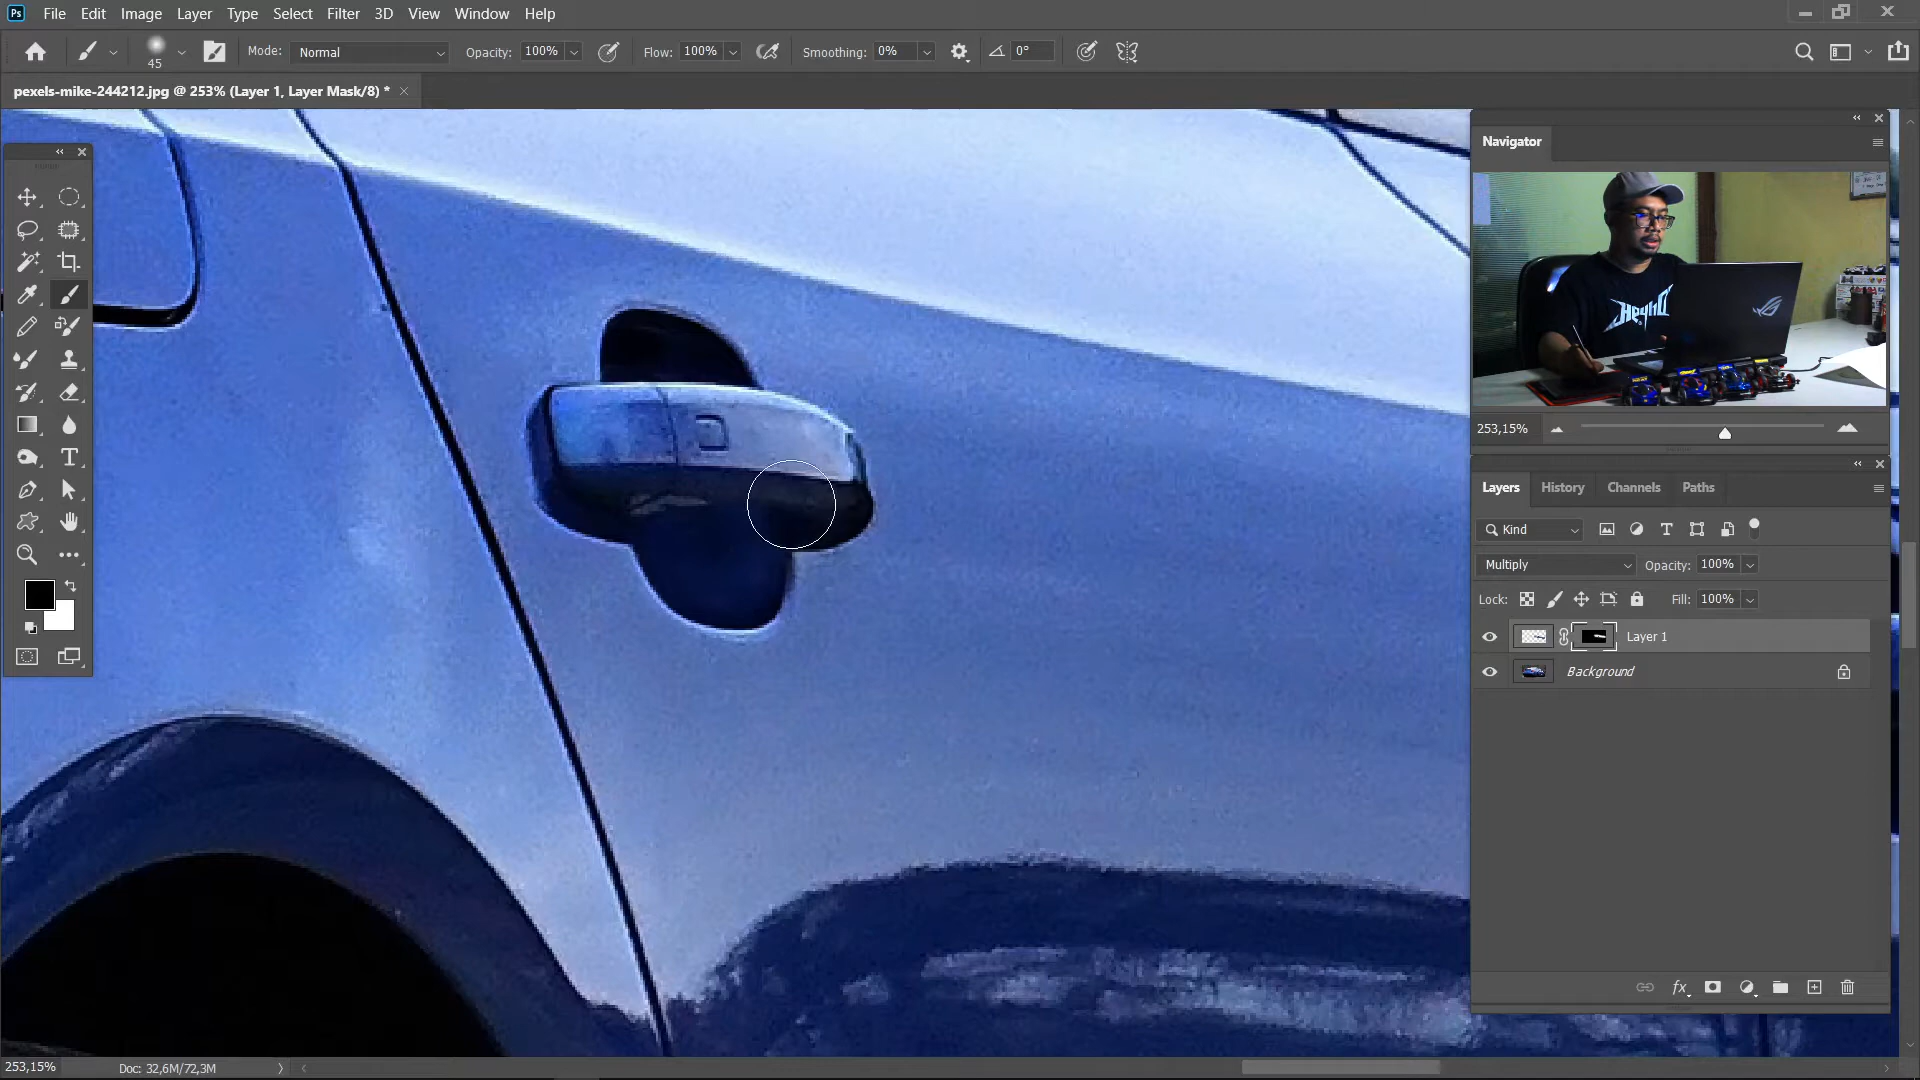 Ps File Edit Image Layer Type Select Filter 3D View Window Help
45 Mode: Normal Opacity: 100% Flow: 100% Smoothing: 0% 0°
pexels-mike-244212.jpg @ 253% (Layer 1, Layer Mask/8) *
Navigator
253,15%
Layers History Channels Paths
Kind
Multiply Opacity: 100%
Lock: Fill: 100%
fx
Layer 1
Background
253,15% Doc: 32,6M/72,3M